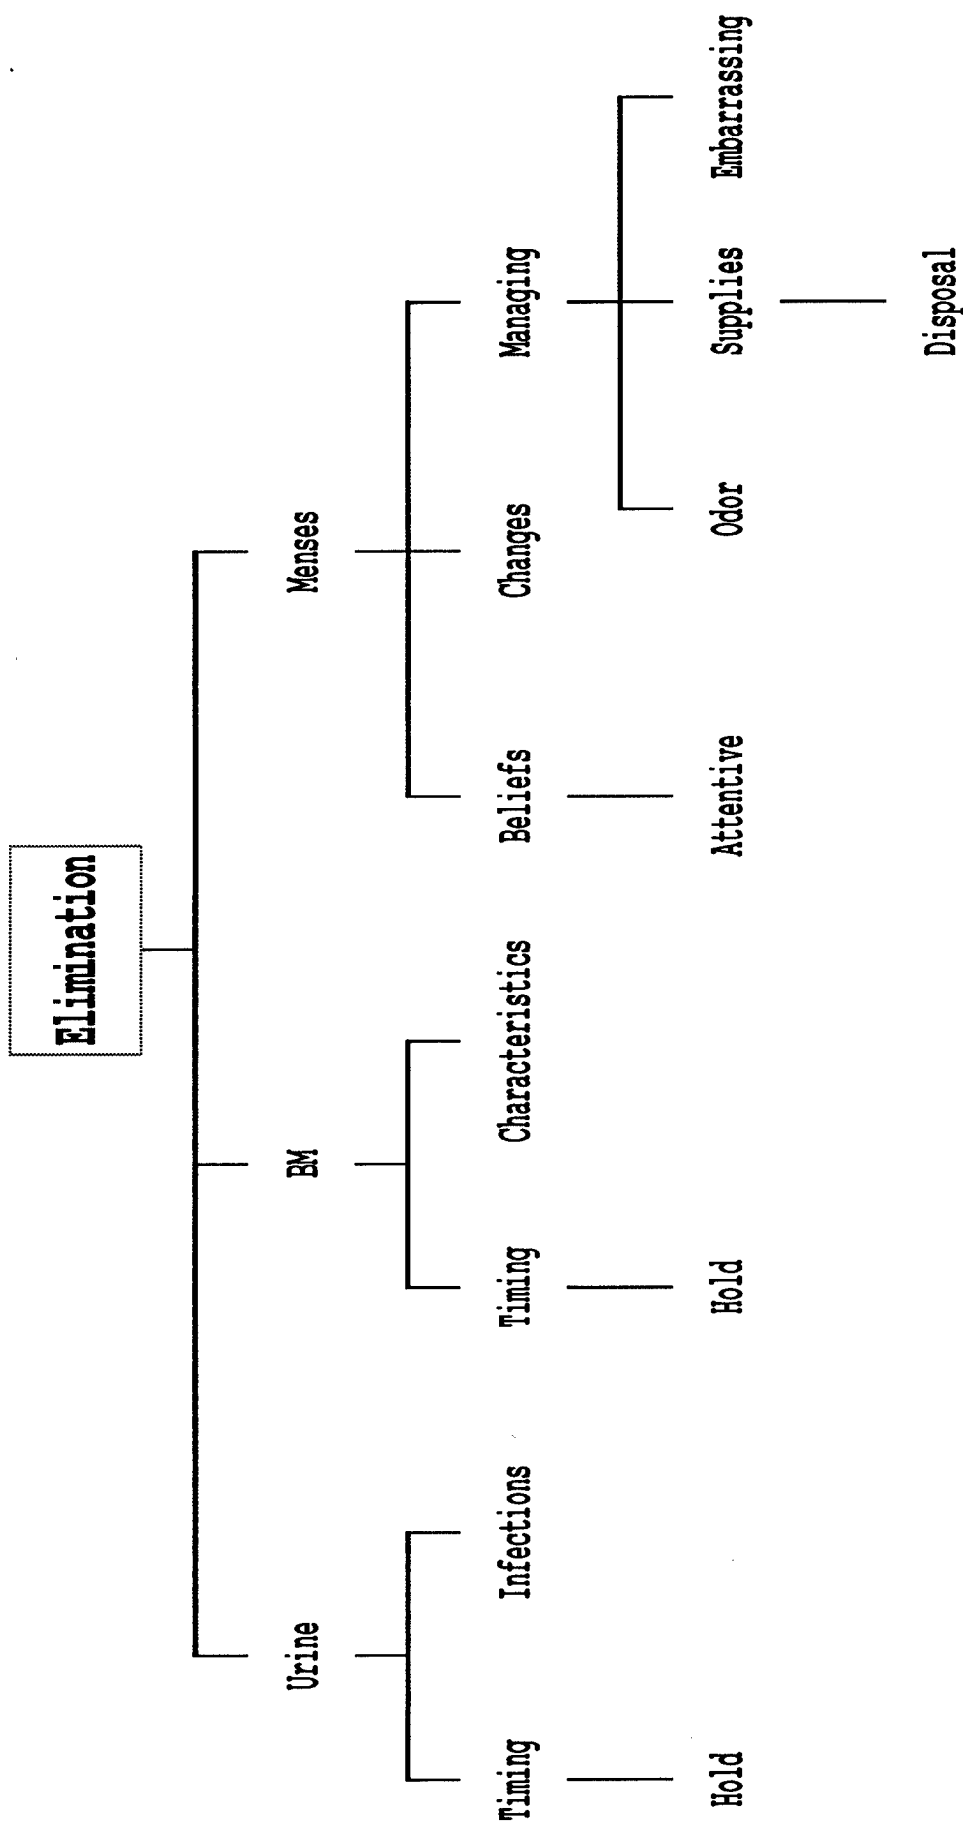 Elimination
Urine
BM
Menses
Timing
Infections
Timing
Characteristics
Beliefs
Changes
Managing
Hold
Hold
Attentive
Odor
Supplies
Embarrassing
Disposal